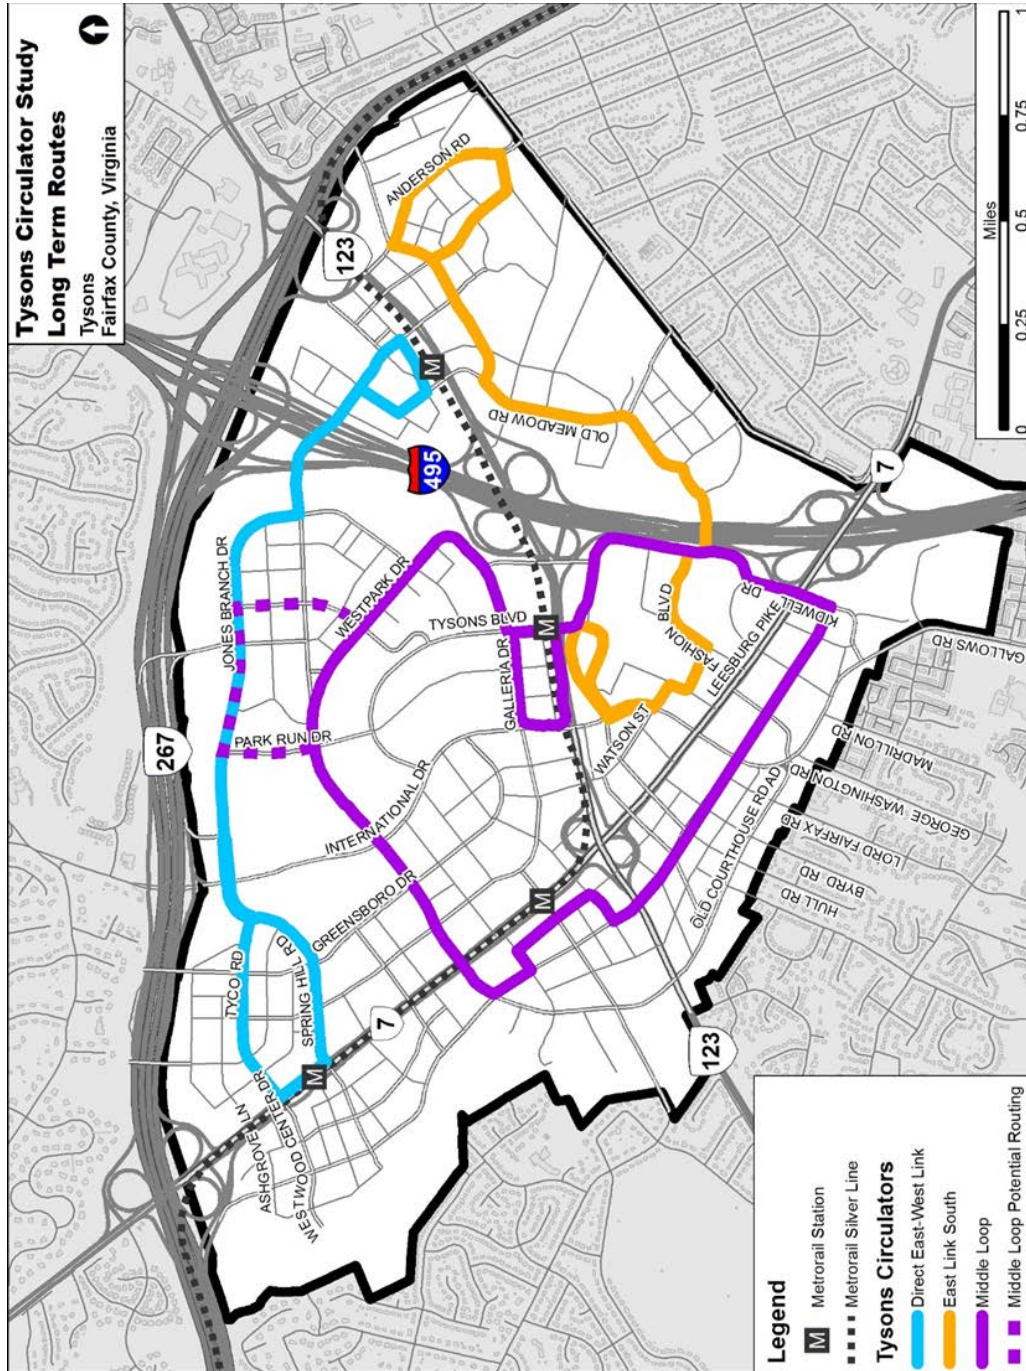 Tysons Circulator Study
Long Term Routes
Tysons
Fairfax County, Virginia
267
123
495
7
7
123
ANDERSON RD
OLD MEADOW RD
JONES BRANCH DR
WESTPARK DR
TYSONS BLVD
GALLERIA DR
PARK RUN DR
INTERNATIONAL DR
GREENSBORO DR
SPRING HILL RD
TYCO RD
ASHGROVE LN
WESTWOOD CENTER DR
FASHION
BLVD
WATSON ST
LEESBURG PIKE
KIDWELL
DR
GALLOWS RD
MADRILLON RD
GEORGE WASHINGTON RD
LORD FAIRFAX RD
BYRD RD
HULL RD
OLD COURTHOUSE ROAD
AD
M
M
M
M
Legend
M Metrorail Station
Metrorail Silver Line
Tysons Circulators
Direct East-West Link
East Link South
Middle Loop
Middle Loop Potential Routing
Miles
0 0.25 0.5 0.75 1